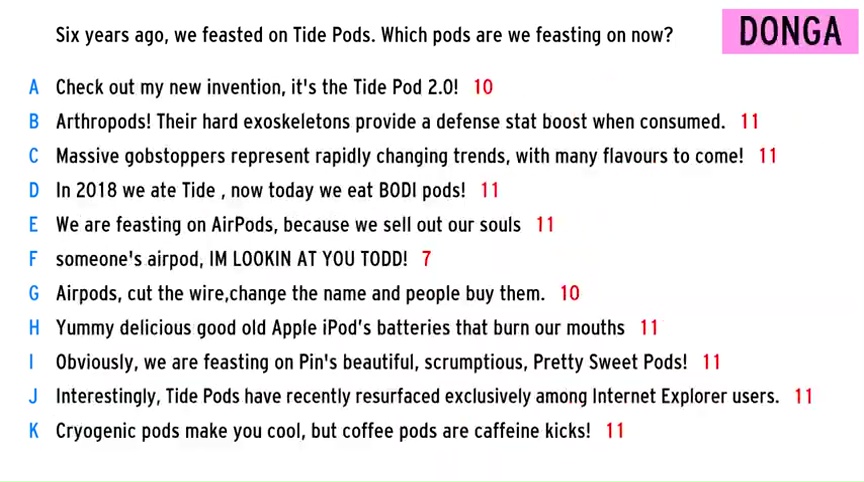 Six years ago, we feasted on Tide Pods. Which pods are we feasting on now?
DONGA
A Check out my new invention, it's the Tide Pod 2.0! 10
B Arthropods! Their hard exoskeletons provide a defense stat boost when consumed. 11
C Massive gobstoppers represent rapidly changing trends, with many flavours to come! 11
D In 2018 we ate Tide , now today we eat BODI pods! 11
E We are feasting on AirPods, because we sell out our souls 11
F someone's airpod, IM LOOKIN AT YOU TODD! 7
G Airpods, cut the wire,change the name and people buy them. 10
H Yummy delicious good old Apple iPod's batteries that burn our mouths 11
I Obviously, we are feasting on Pin's beautiful, scrumptious, Pretty Sweet Pods! 11
J Interestingly, Tide Pods have recently resurfaced exclusively among Internet Explorer users. 11
K Cryogenic pods make you cool, but coffee pods are caffeine kicks! 11